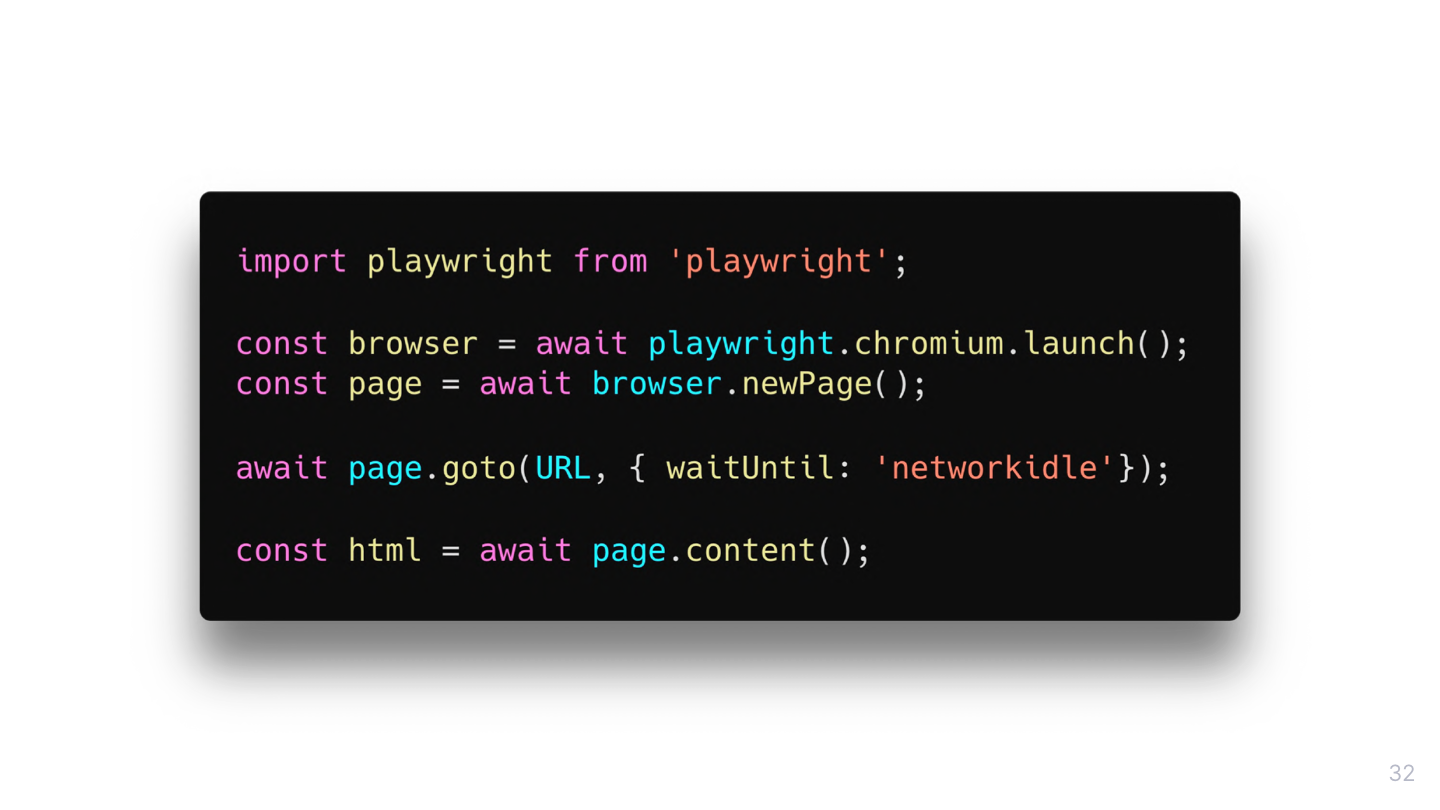 import playwright from 'playwright';
const browser = await playwright.chromium.launch();
const page = await browser.newPage();
await page.goto(URL, { waitUntil: 'networkidle'});
const html = await page.content();
32